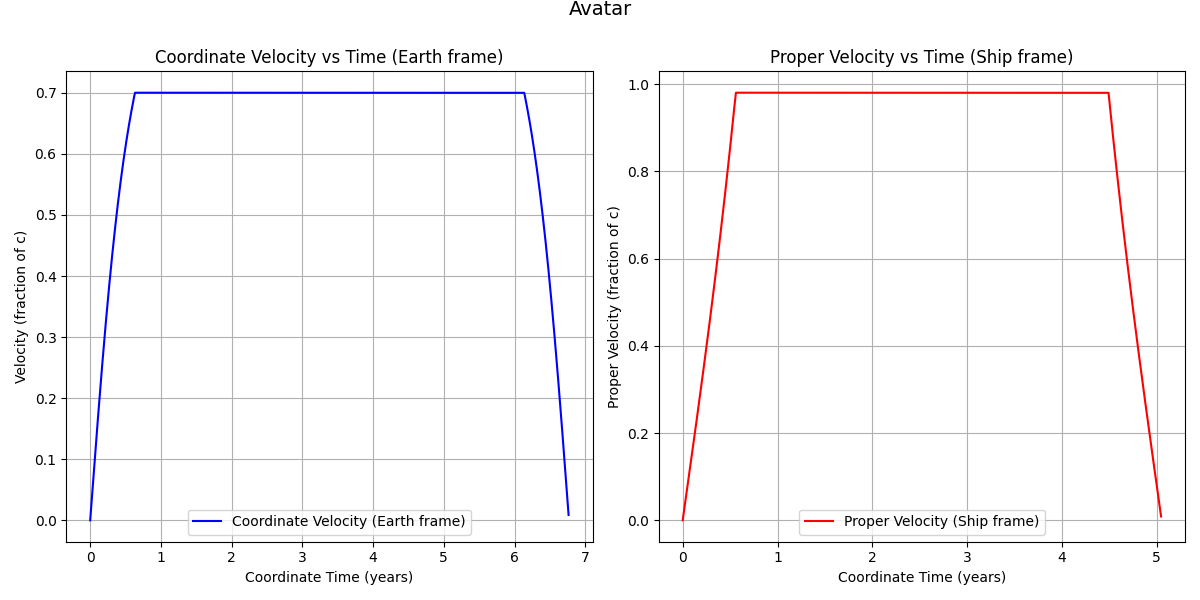 Avatar
Coordinate Velocity vs Time (Earth frame)
Velocity (fraction of c)
0.7
0.6
0.5
0.4
0.3
0.2
0.1
0.0
Coordinate Velocity (Earth frame)
0 1 2 3 4 5 6 7
Coordinate Time (years)
Proper Velocity vs Time (Ship frame)
Proper Velocity (fraction of c)
1.0
0.8
0.6
0.4
0.2
0.0
Proper Velocity (Ship frame)
0 1 2 3 4 5
Coordinate Time (years)